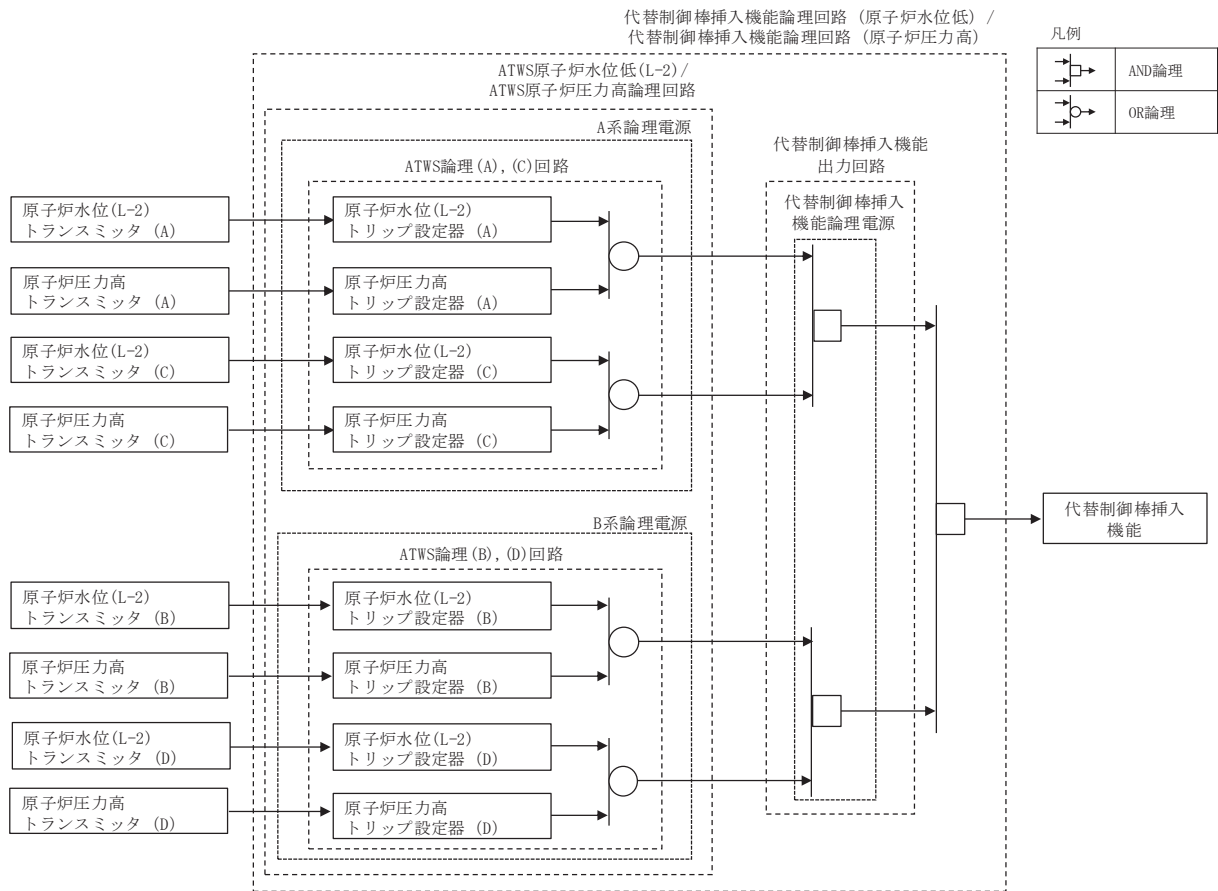 代替制御棒挿入機能論理回路 (原子炉水位低) /
代替制御棒挿入機能論理回路 (原子炉圧力高)
凡例
AND論理
OR論理
ATWS原子炉水位低(L-2)/
ATWS原子炉圧力高論理回路
A系論理電源
ATWS論理(A), (C)回路
代替制御棒挿入機能
出力回路
代替制御棒挿入
機能論理電源
原子炉水位(L-2)
トランスミッタ (A)
原子炉水位(L-2)
トリップ設定器 (A)
原子炉圧力高
トランスミッタ (A)
原子炉圧力高
トリップ設定器 (A)
原子炉水位(L-2)
トランスミッタ (C)
原子炉水位(L-2)
トリップ設定器 (C)
原子炉圧力高
トランスミッタ (C)
原子炉圧力高
トリップ設定器 (C)
代替制御棒挿入
機能
B系論理電源
ATWS論理(B), (D)回路
原子炉水位(L-2)
トランスミッタ (B)
原子炉水位(L-2)
トリップ設定器 (B)
原子炉圧力高
トランスミッタ (B)
原子炉圧力高
トリップ設定器 (B)
原子炉水位(L-2)
トランスミッタ (D)
原子炉水位(L-2)
トリップ設定器 (D)
原子炉圧力高
トランスミッタ (D)
原子炉圧力高
トリップ設定器 (D)